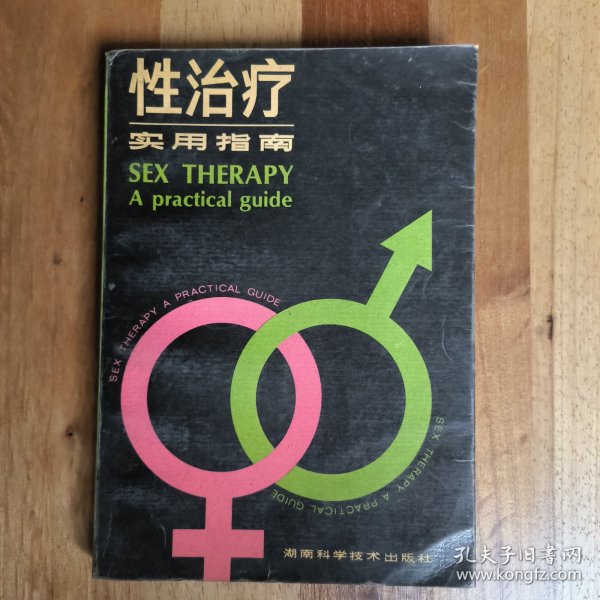 性治疗
实用指南
SEX THERAPY
A practical guide
SEX THERAPY A PRACTICAL GUIDE
SEX THERAPY A PRACTICAL GUIDE
湖南科学技术出版社
孔夫子旧书网
www.kongfz.com